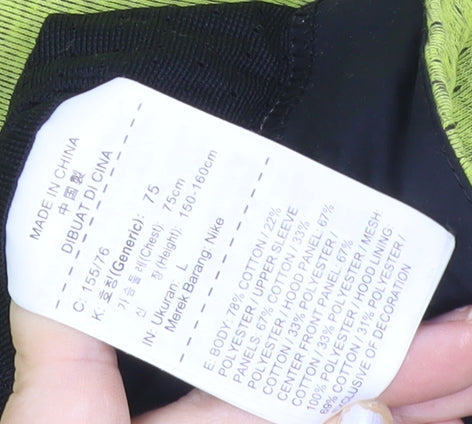 MADE IN CHINA
中國製
DIBUAT DI CINA
C: 155/76
K: 호칭(Generic): 75
가슴둘레(Chest): 75cm
신 장(Height): 150-160cm
IN: Ukuran: L
Merek Barang: Nike
E: BODY: 78% COTTON / 22%
POLYESTER / UPPER SLEEVE
PANELS: 67% COTTON / 33%
POLYESTER / HOOD PANEL: 67%
COTTON / 33% POLYESTER /
CENTER FRONT PANEL: 67%
COTTON / 33% POLYESTER / MESH
100% POLYESTER / HOOD LINING:
69% COTTON / 31% POLYESTER /
EXCLUSIVE OF DECORATION